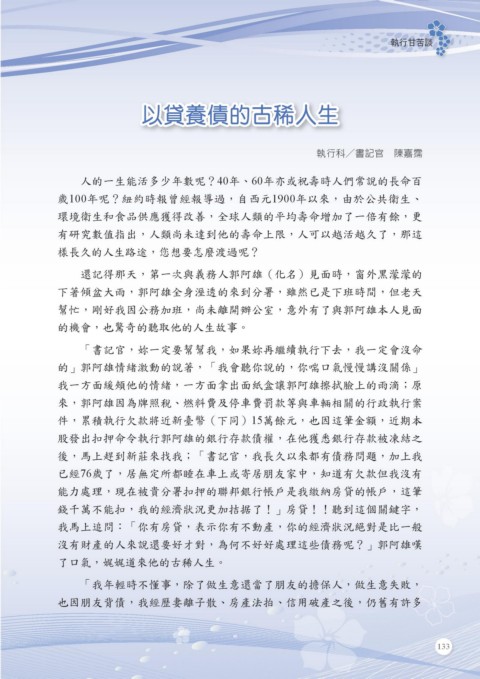 執行甘苦談
以貸養債的古稀人生
執行科／書記官　陳嘉霈
人的一生能活多少年數呢？40年、60年亦或祝壽時人們常說的長命百
歲100年呢？紐約時報曾經報導過，自西元1900年以來，由於公共衛生、
環境衛生和食品供應獲得改善，全球人類的平均壽命增加了一倍有餘，更
有研究數值指出，人類尚未達到他的壽命上限，人可以越活越久了，那這
樣長久的人生路途，您想要怎麼渡過呢？
還記得那天，第一次與義務人郭阿雄（化名）見面時，窗外黑濛濛的
下著傾盆大雨，郭阿雄全身溼透的來到分署，雖然已是下班時間，但老天
幫忙，剛好我因公務加班，尚未離開辦公室，意外有了與郭阿雄本人見面
的機會，也驚奇的聽取他的人生故事。
「書記官，妳一定要幫幫我，如果妳再繼續執行下去，我一定會沒命
的」郭阿雄情緒激動的說著，「我會聽你說的，你喘口氣慢慢講沒關係」
我一方面緩頰他的情緒，一方面拿出面紙盒讓郭阿雄擦拭臉上的雨滴；原
來，郭阿雄因為牌照稅、燃料費及停車費罰款等與車輛相關的行政執行案
件，累積執行欠款將近新臺幣（下同）15萬餘元，也因這筆金額，近期本
股發出扣押命令執行郭阿雄的銀行存款債權，在他獲悉銀行存款被凍結之
後，馬上趕到新莊來找我：「書記官，我長久以來都有債務問題，加上我
已經76歲了，居無定所都睡在車上或寄居朋友家中，知道有欠款但我沒有
能力處理，現在被貴分署扣押的聯邦銀行帳戶是我繳納房貸的帳戶，這筆
錢千萬不能扣，我的經濟狀況更加拮据了！」房貸！！聽到這個關鍵字，
我馬上追問：「你有房貸，表示你有不動產，你的經濟狀況絕對是比一般
沒有財產的人來說還要好才對，為何不好好處理這些債務呢？」郭阿雄嘆
了口氣，娓娓道來他的古稀人生。
「我年輕時不懂事，除了做生意還當了朋友的擔保人，做生意失敗，
也因朋友背債，我經歷妻離子散、房產法拍、信用破產之後，仍舊有許多
133